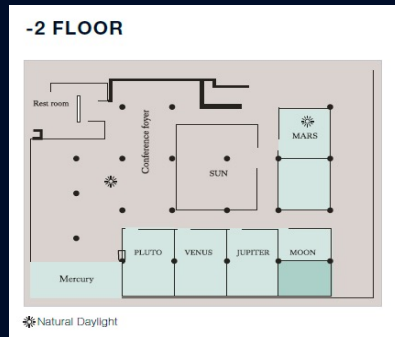 -2 FLOOR
Rest room
Conference foyer
MARS
SUN
PLUTO
VENUS
JUPITER
MOON
Mercury
Natural Daylight